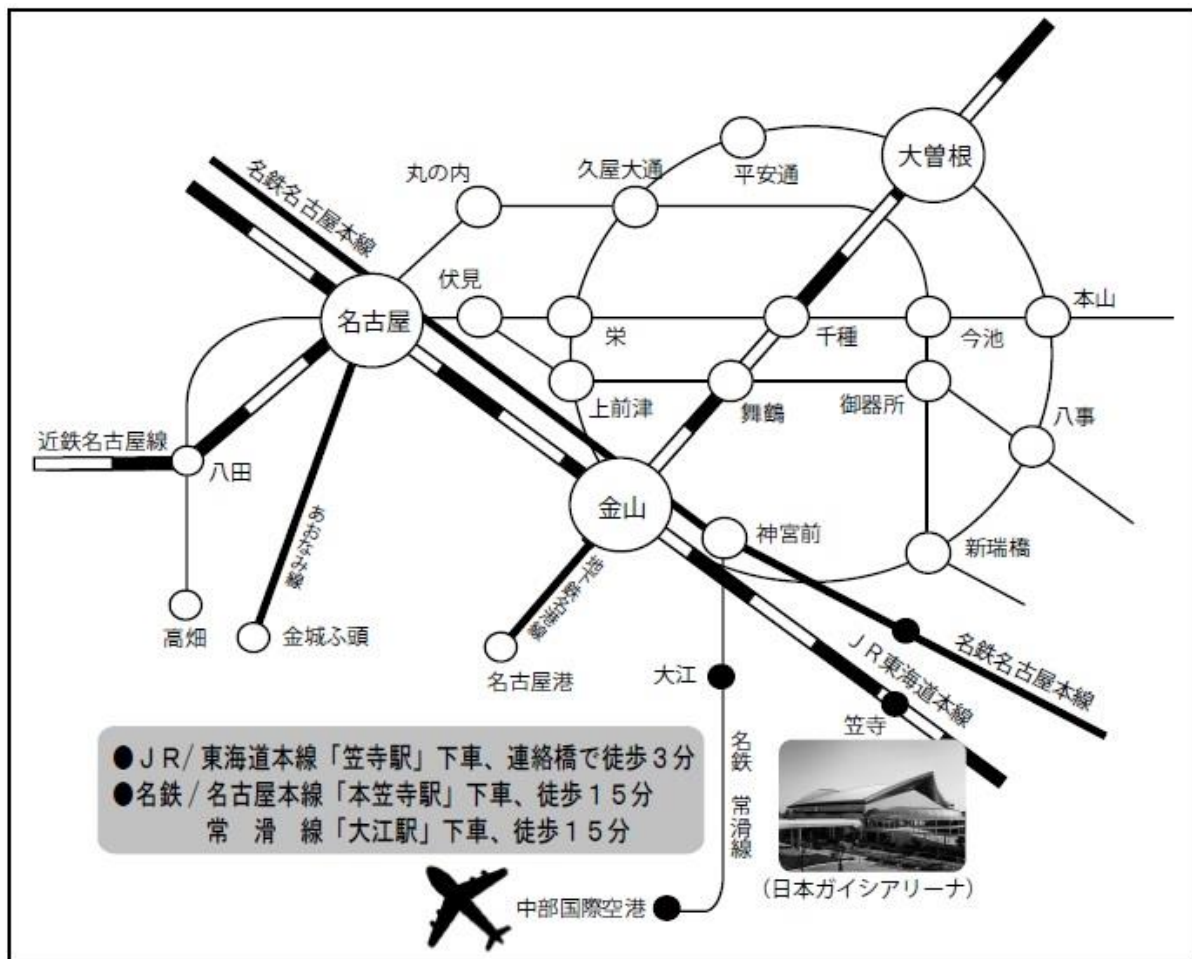 大曽根
平安通
久屋大通
丸の内
名鉄名古屋本線
伏見
名古屋
栄
千種
今池
本山
上前津
舞鶴
御器所
八事
近鉄名古屋線
八田
あおなみ線
金山
神宮前
新瑞橋
地下鉄名港線
高畑
金城ふ頭
名古屋港
大江
JR東海道本線
名鉄名古屋本線
笠寺
●JR/東海道本線「笠寺駅」下車、連絡橋で徒歩3分
●名鉄/名古屋本線「本笠寺駅」下車、徒歩15分
常 滑 線「大江駅」下車、徒歩15分
名鉄 常滑線
(日本ガイシアリーナ)
中部国際空港